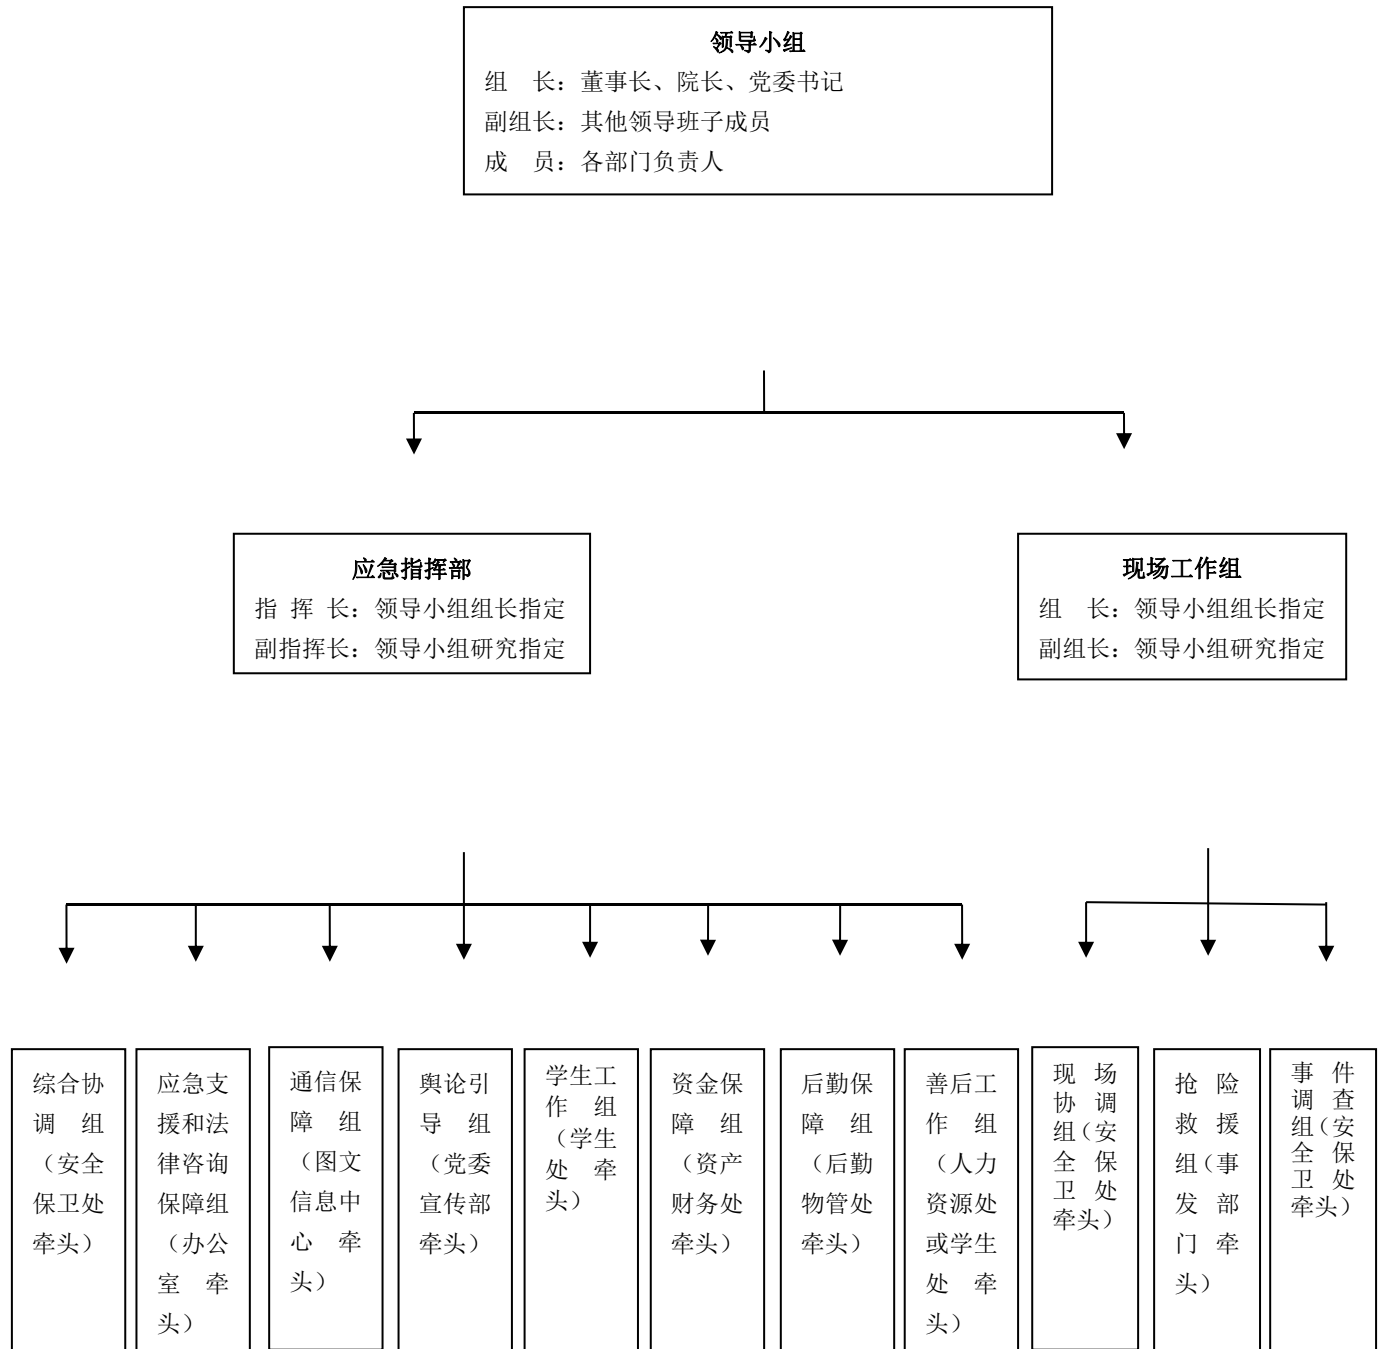 领导小组
组　长：董事长、院长、党委书记
副组长：其他领导班子成员
成　员：各部门负责人
应急指挥部
指 挥 长：领导小组组长指定
副指挥长：领导小组研究指定
现场工作组
组　长：领导小组组长指定
副组长：领导小组研究指定
综合协
调 组
（安全
保卫处
牵头）
应急支
援和法
律咨询
保障组
（办公
室 牵
头）
通信保
障 组
（图文
信息中
心 牵
头）
舆论引
导 组
（党委
宣传部
牵头）
学生工
作 组
（学生
处 牵
头）
资金保
障 组
（资产
财务处
牵头）
后勤保
障 组
（后勤
物管处
牵头）
善后工
作 组
（人力
资源处
或学生
处 牵
头）
现 场
协 调
组（安
全 保
卫 处
牵头）
抢 险
救 援
组（事
发 部
门 牵
头）
事 件
调 查
组（安
全 保
卫 处
牵头）